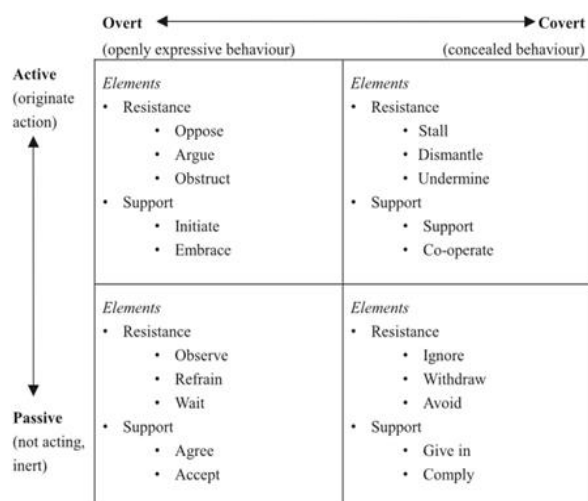 Overt Covert
(openly expressive behaviour) (concealed behaviour)
Active
(originate
action)
Elements
• Resistance
• Oppose
• Argue
• Obstruct
• Support
• Initiate
• Embrace
Elements
• Resistance
• Stall
• Dismantle
• Undermine
• Support
• Support
• Co-operate
Passive
(not acting,
inert)
Elements
• Resistance
• Observe
• Refrain
• Wait
• Support
• Agree
• Accept
Elements
• Resistance
• Ignore
• Withdraw
• Avoid
• Support
• Give in
• Comply